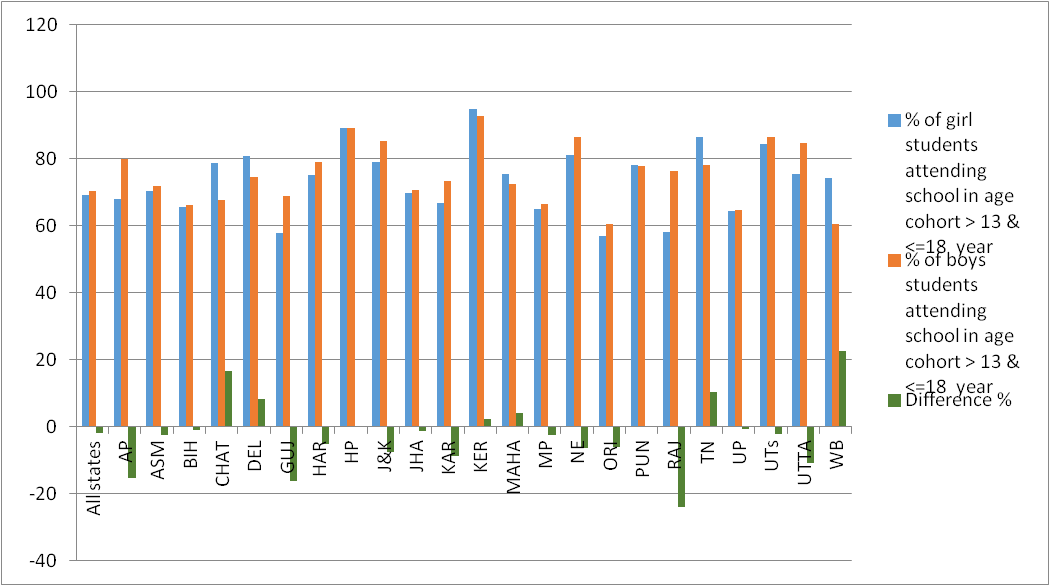 120
100
80
60
40
20
0
-20
-40
All states
AP
ASM
BIH
CHAT
DEL
GUJ
HAR
HP
J&K
JHA
KAR
KER
MAHA
MP
NE
ORI
PUN
RAJ
TN
UP
UTs
UTTA
WB
% of girl
students
attending
school in age
cohort > 13 &
<=18  year
% of boys
students
attending
school in age
cohort > 13 &
<=18  year
Difference %